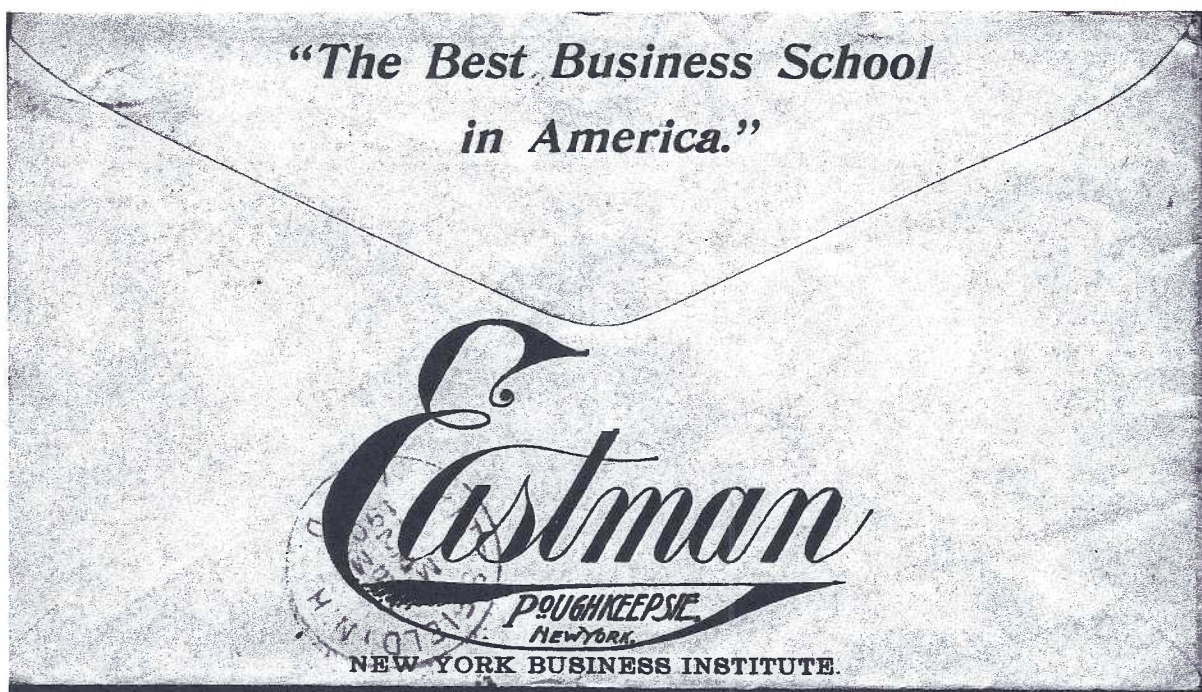 “The Best Business School
in America.”
Eastman
POUGHKEEPSIE,
NEW YORK.
NEW YORK BUSINESS INSTITUTE.